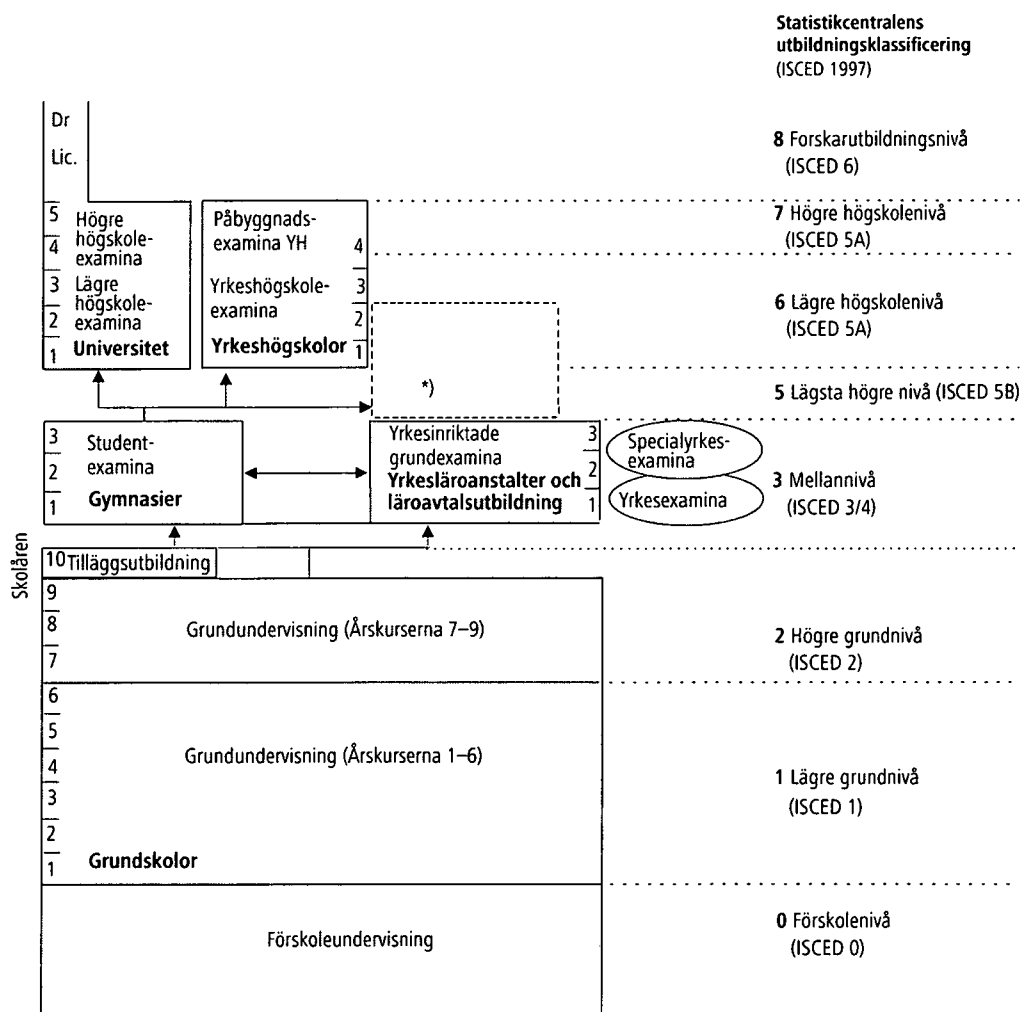 Statistikcentralens
utbildningsklassificering
(ISCED 1997)
Dr
Lic.
8 Forskarutbildningsnivå
(ISCED 6)
5
4
3
2
1
Högre
högskole-
examina
Lägre
högskole-
examina
Universitet
Påbyggnads-
examina YH
Yrkeshögskole-
examina
Yrkeshögskolor
4
3
2
1
7 Högre högskolenivå
(ISCED 5A)
6 Lägre högskolenivå
(ISCED 5A)
*)
5 Lägsta högre nivå (ISCED 5B)
3
2
1
Student-
examina
Gymnasier
Yrkesinriktade
grundexamina
Yrkesläroanstalter och
läroavtalsutbildning
3
2
1
Specialyrkes-
examina
Yrkesexamina
3 Mellannivå
(ISCED 3/4)
Skolåren
10 Tilläggsutbildning
9
8
7
Grundundervisning (Årskurserna 7–9)
2 Högre grundnivå
(ISCED 2)
6
5
4
3
2
1
Grundundervisning (Årskurserna 1–6)
Grundskolor
1 Lägre grundnivå
(ISCED 1)
Förskoleundervisning
0 Förskolenivå
(ISCED 0)